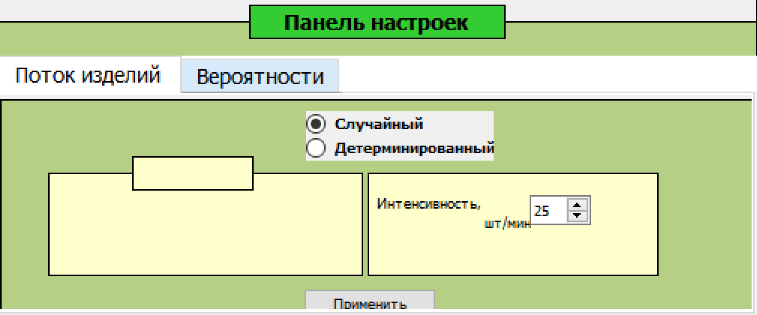 Панель настроек
Поток изделий
Вероятности
Случайный
Детерминированный
Интенсивность,
шт/мин
25
Применить